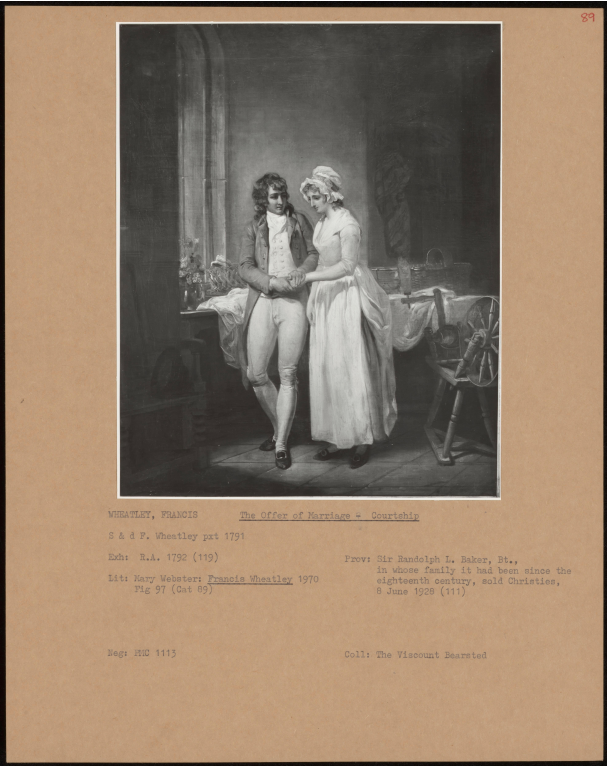 89
WHEATLEY, FRANCIS The Offer of Marriage - Courtship
S & d F. Wheatley pxt 1791
Exh: R.A. 1792 (119)
Lit: Mary Webster: Francis Wheatley 1970
Fig 97 (Cat 89)
Prov: Sir Randolph L. Baker, Bt.,
in whose family it had been since the
eighteenth century, sold Christies,
8 June 1928 (111)
Neg: PMC 1113
Coll: The Viscount Bearsted